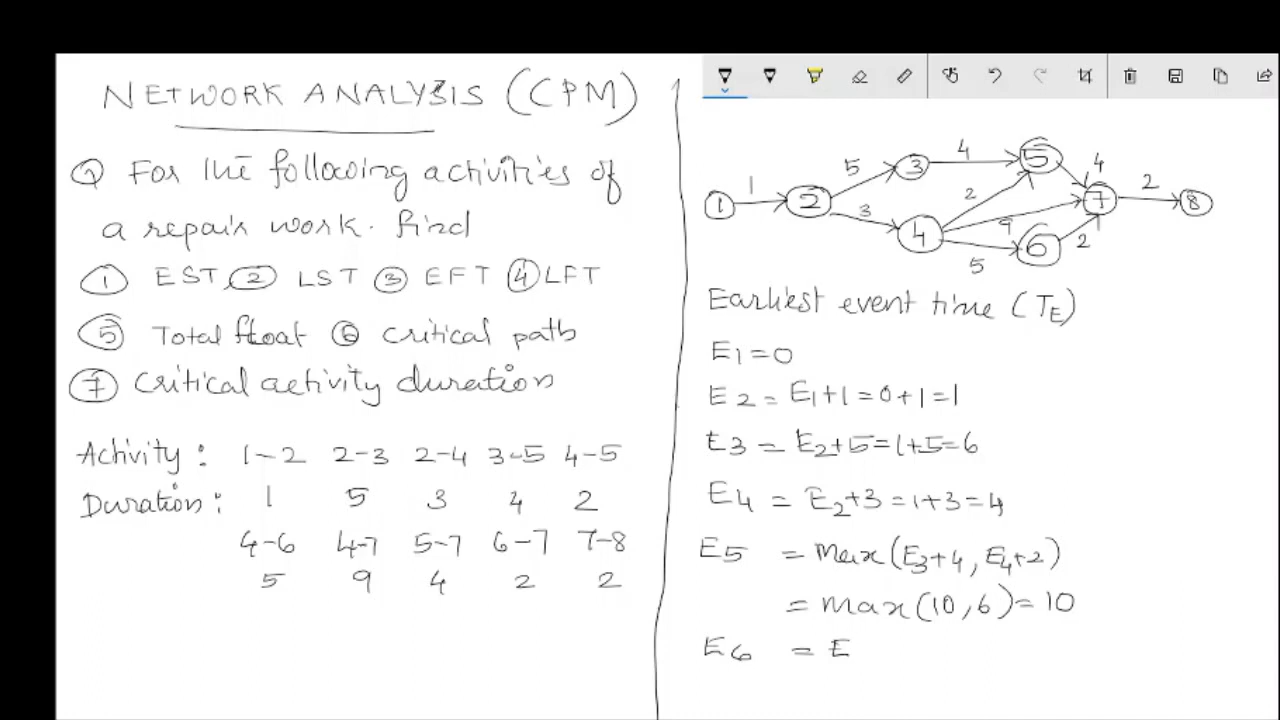 NETWORK ANALYSIS (CPM)
Q For the following activities of
a repair work. find
① EST ② LST ③ EFT ④ LFT
⑤ Total float ⑥ critical path
⑦ critical activity duration
Activity: 1-2 2-3 2-4 3-5 4-5
Duration: 1 5 3 4 2
4-6 4-7 5-7 6-7 7-8
5 9 4 2 2
① 1 ② 5 ③ 4 ⑤ 4 ⑦ 2 ⑧
3 ④ 2 9 5 ⑥ 2
Earliest event time (TE)
E1=0
E2 = E1+1=0+1=1
E3 = E2+5=1+5=6
E4 = E2+3=1+3=4
E5 = max(E3+4, E4+2)
= max(10,6)=10
E6 = E